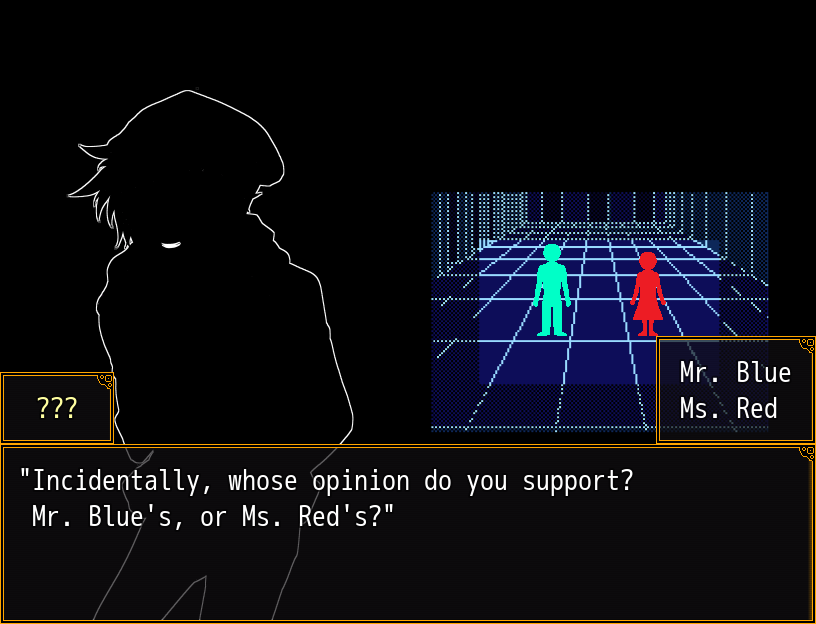 Mr. Blue
Ms. Red
???
"Incidentally, whose opinion do you support?
Mr. Blue's, or Ms. Red's?"